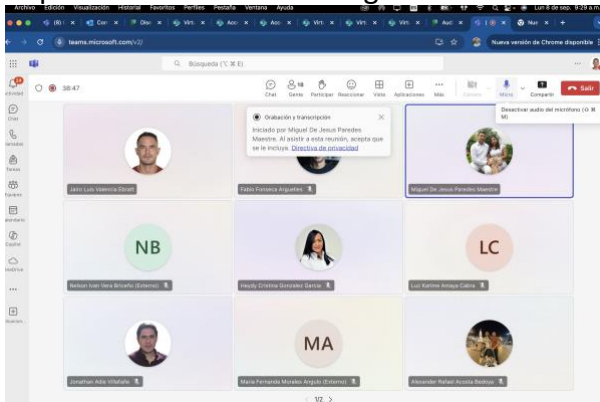 Archivo Edición Visualización Historial Favoritos Perfiles Pestaña Ventana Ayuda
Lun 8 de sep. 9:29 a.m.
teams.microsoft.com/v2/
Nueva versión de Chrome disponible
Búsqueda (⌥ ⌘ E)
38:47
18
Chat Gente Participar Reaccionar Vista Aplicaciones Más Cámara Micro Compartir Salir
Desactivar audio del micrófono (⇧ ⌘ M)
Grabación y transcripción
Iniciado por Miguel De Jesus Paredes
Maestre. Al asistir a esta reunión, acepta que
se le incluya. Directiva de privacidad
Chat
Fabio Fonseca Arguelles
Miguel De Jesus Paredes Maestre
NB
LC
Nelson Ivan Vera Briceño (Externo)
Heydy Cristina Gonzalez Garcia
Luz Karime Amaya Cabra
MA
Jonathan Adie Villafañe
Maria Fernanda Morales Angulo (Externo)
Alexander Rafael Acosta Bedoya
1/2